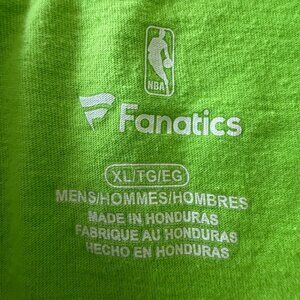 NBA
Fanatics
XL/TG/EG
MENS/HOMMES/HOMBRES
MADE IN HONDURAS
FABRIQUE AU HONDURAS
HECHO EN HONDURAS